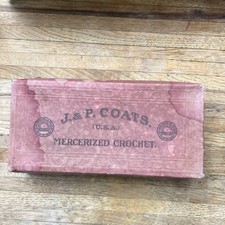 J. & P. COATS.
(U.S.A.)
MERCERIZED CROCHET.